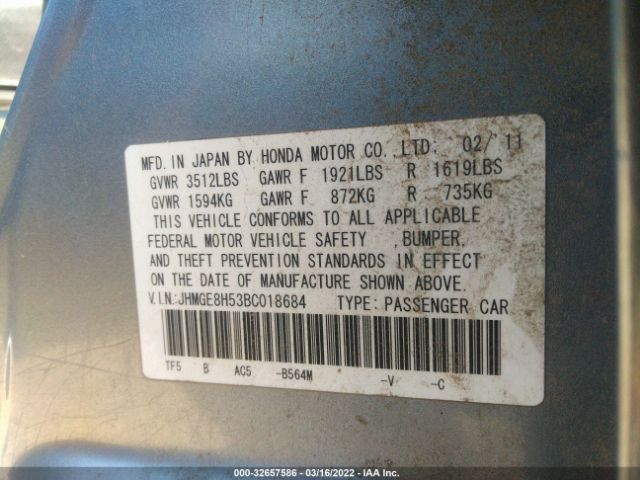 MFD. IN JAPAN BY HONDA MOTOR CO., LTD: 02/'11
GVWR 3512LBS GAWR F 1921LBS R 1619LBS
GVWR 1594KG GAWR F 872KG R 735KG
THIS VEHICLE CONFORMS TO ALL APPLICABLE
FEDERAL MOTOR VEHICLE SAFETY ,BUMPER,
AND THEFT PREVENTION STANDARDS IN EFFECT
ON THE DATE OF MANUFACTURE SHOWN ABOVE.
V.I.N:JHMGE8H53BC018684 TYPE: PASSENGER CAR
TF5 B AC5 -B564M -V -C
000-32657586 - 03/16/2022 - IAA Inc.